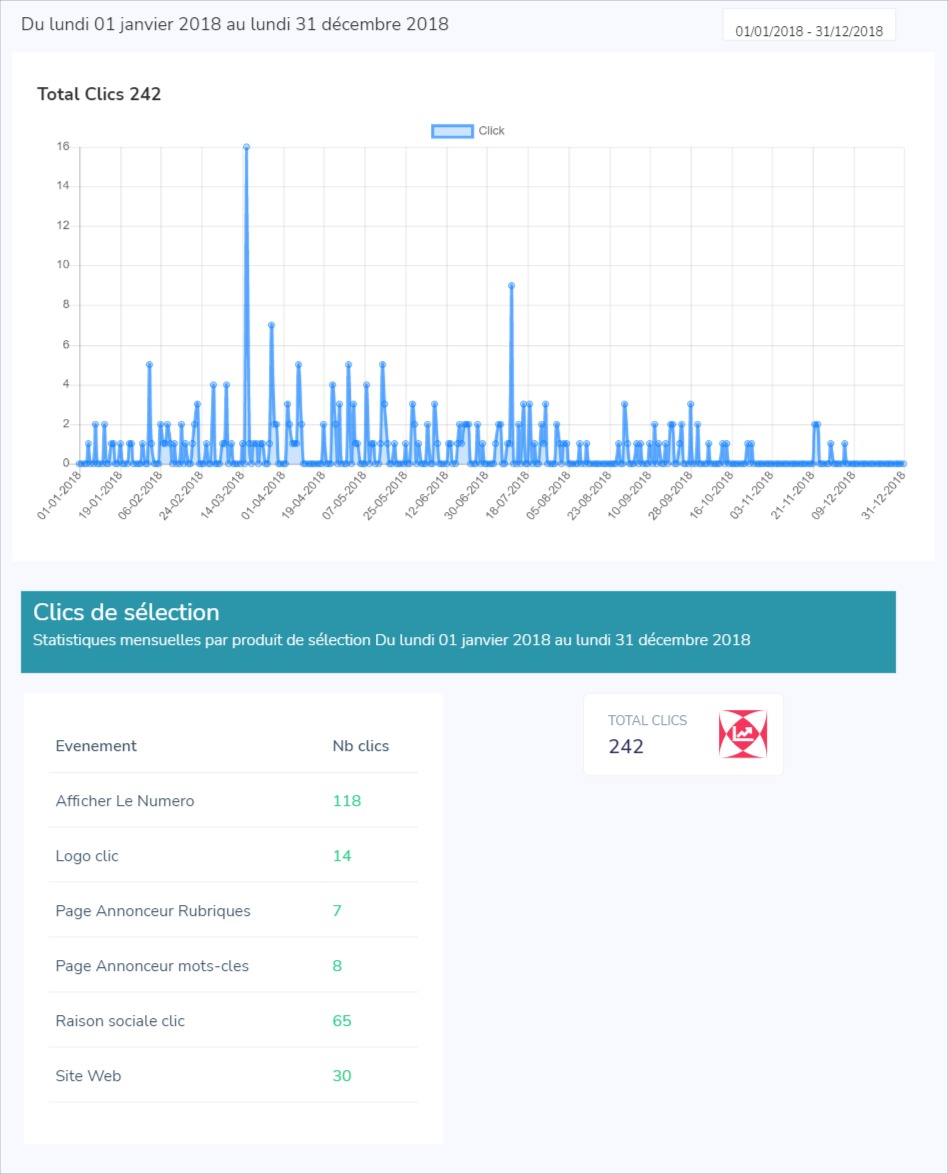 Du lundi 01 janvier 2018 au lundi 31 décembre 2018
01/01/2018 - 31/12/2018
Total Clics 242
Click
16
14
12
10
8
6
4
2
0
01-01-2018
19-01-2018
06-02-2018
24-02-2018
14-03-2018
01-04-2018
19-04-2018
07-05-2018
25-05-2018
12-06-2018
30-06-2018
18-07-2018
05-08-2018
23-08-2018
10-09-2018
28-09-2018
16-10-2018
03-11-2018
21-11-2018
09-12-2018
31-12-2018
Clics de sélection
Statistiques mensuelles par produit de sélection Du lundi 01 janvier 2018 au lundi 31 décembre 2018
TOTAL CLICS
242
Evenement Nb clics
Afficher Le Numero 118
Logo clic 14
Page Annonceur Rubriques 7
Page Annonceur mots-cles 8
Raison sociale clic 65
Site Web 30